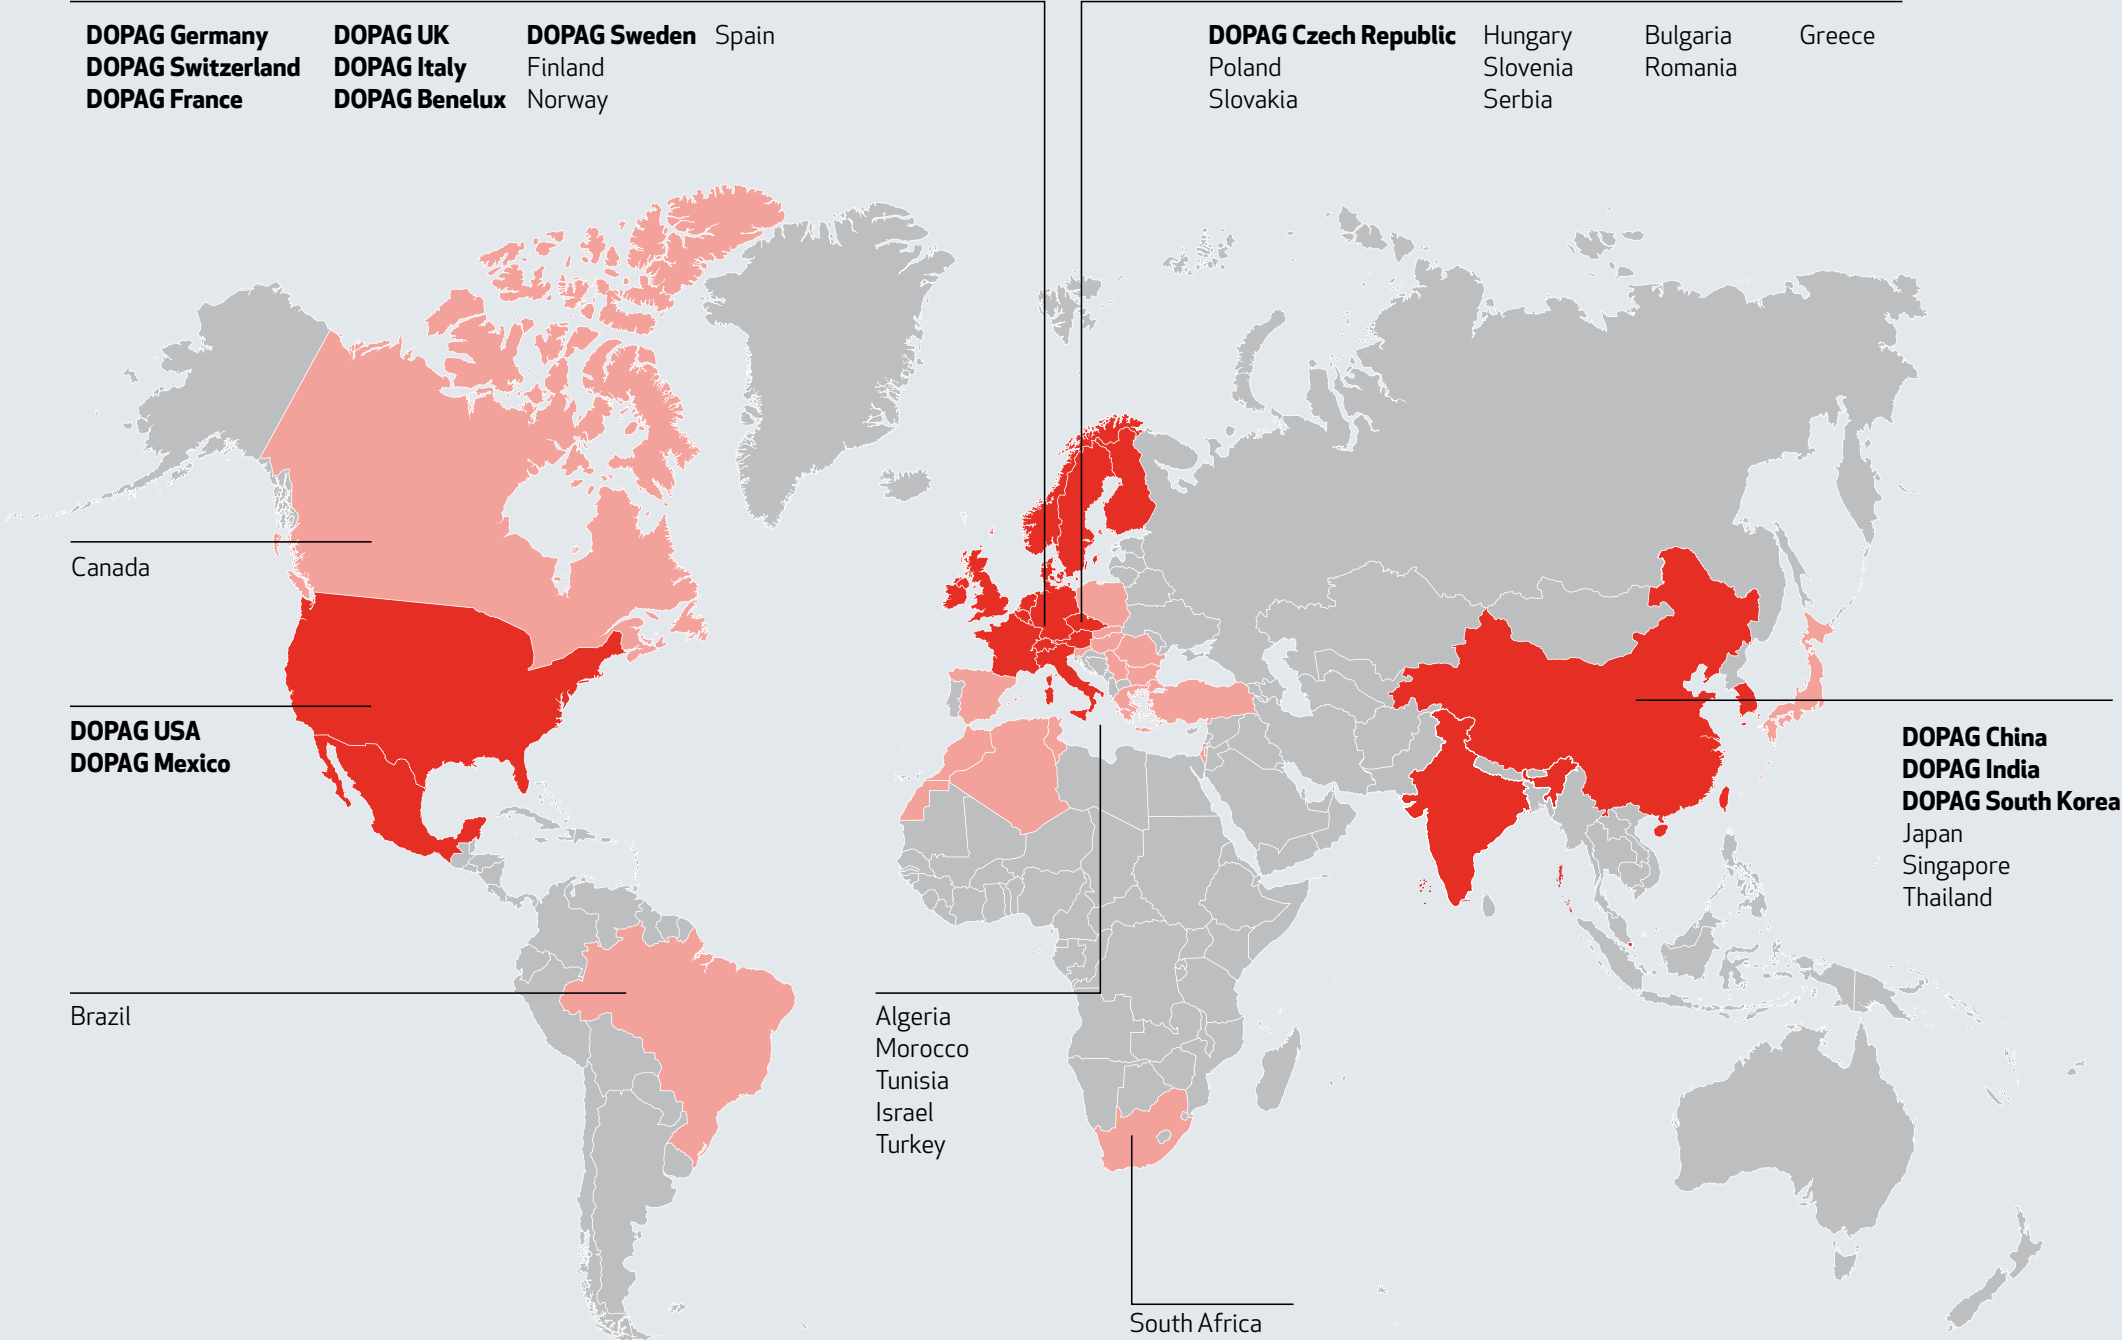 DOPAG Germany
DOPAG Switzerland
DOPAG France
DOPAG UK
DOPAG Italy
DOPAG Benelux
DOPAG Sweden
Finland
Norway
Spain
DOPAG Czech Republic
Poland
Slovakia
Hungary
Slovenia
Serbia
Bulgaria
Romania
Greece
Canada
DOPAG USA
DOPAG Mexico
Brazil
Algeria
Morocco
Tunisia
Israel
Turkey
South Africa
DOPAG China
DOPAG India
DOPAG South Korea
Japan
Singapore
Thailand